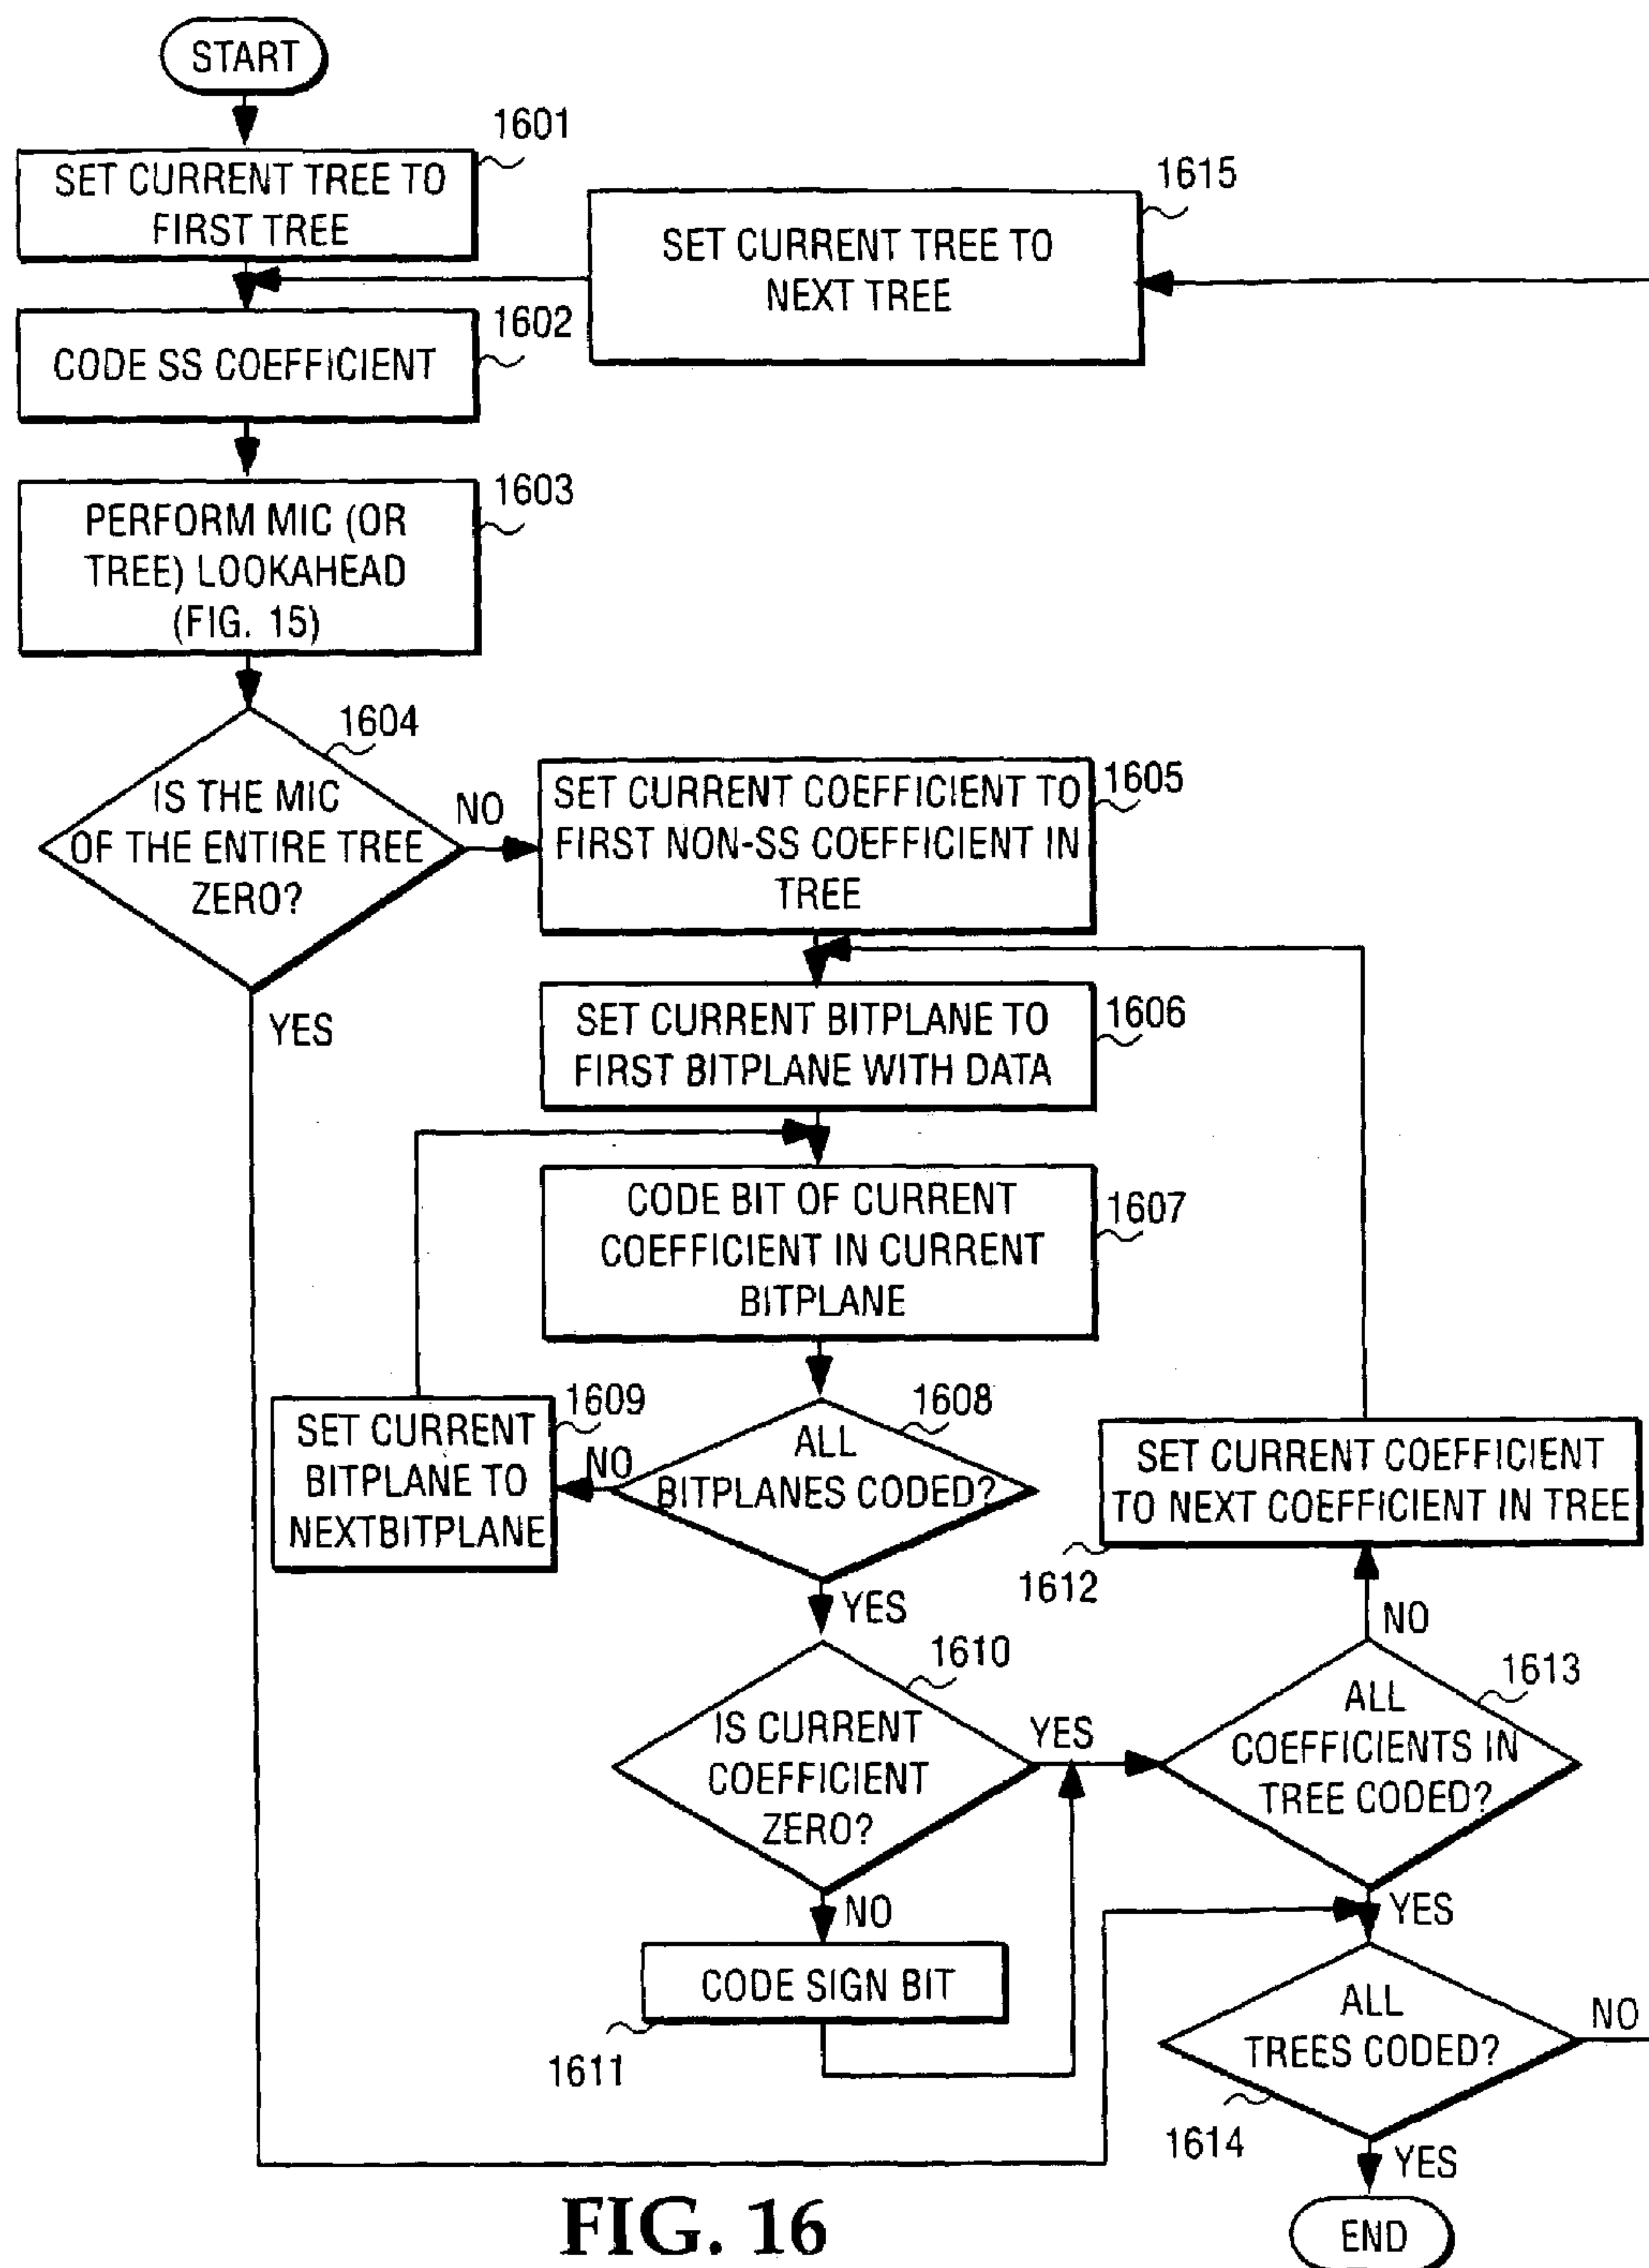 START
1601
SET CURRENT TREE TO
FIRST TREE
1615
SET CURRENT TREE TO
NEXT TREE
1602
CODE SS COEFFICIENT
1603
PERFORM MIC (OR
TREE) LOOKAHEAD
(FIG. 15)
1604
IS THE MIC
OF THE ENTIRE TREE
ZERO?
NO
YES
1605
SET CURRENT COEFFICIENT TO
FIRST NON-SS COEFFICIENT IN
TREE
1606
SET CURRENT BITPLANE TO
FIRST BITPLANE WITH DATA
1607
CODE BIT OF CURRENT
COEFFICIENT IN CURRENT
BITPLANE
1608
ALL
BITPLANES CODED?
NO
1609
SET CURRENT
BITPLANE TO
NEXTBITPLANE
YES
SET CURRENT COEFFICIENT
TO NEXT COEFFICIENT IN TREE
1612
NO
1610
IS CURRENT
COEFFICIENT
ZERO?
YES
1613
ALL
COEFFICIENTS IN
TREE CODED?
NO
YES
CODE SIGN BIT
1611
ALL
TREES CODED?
NO
1614
YES
END
FIG. 16